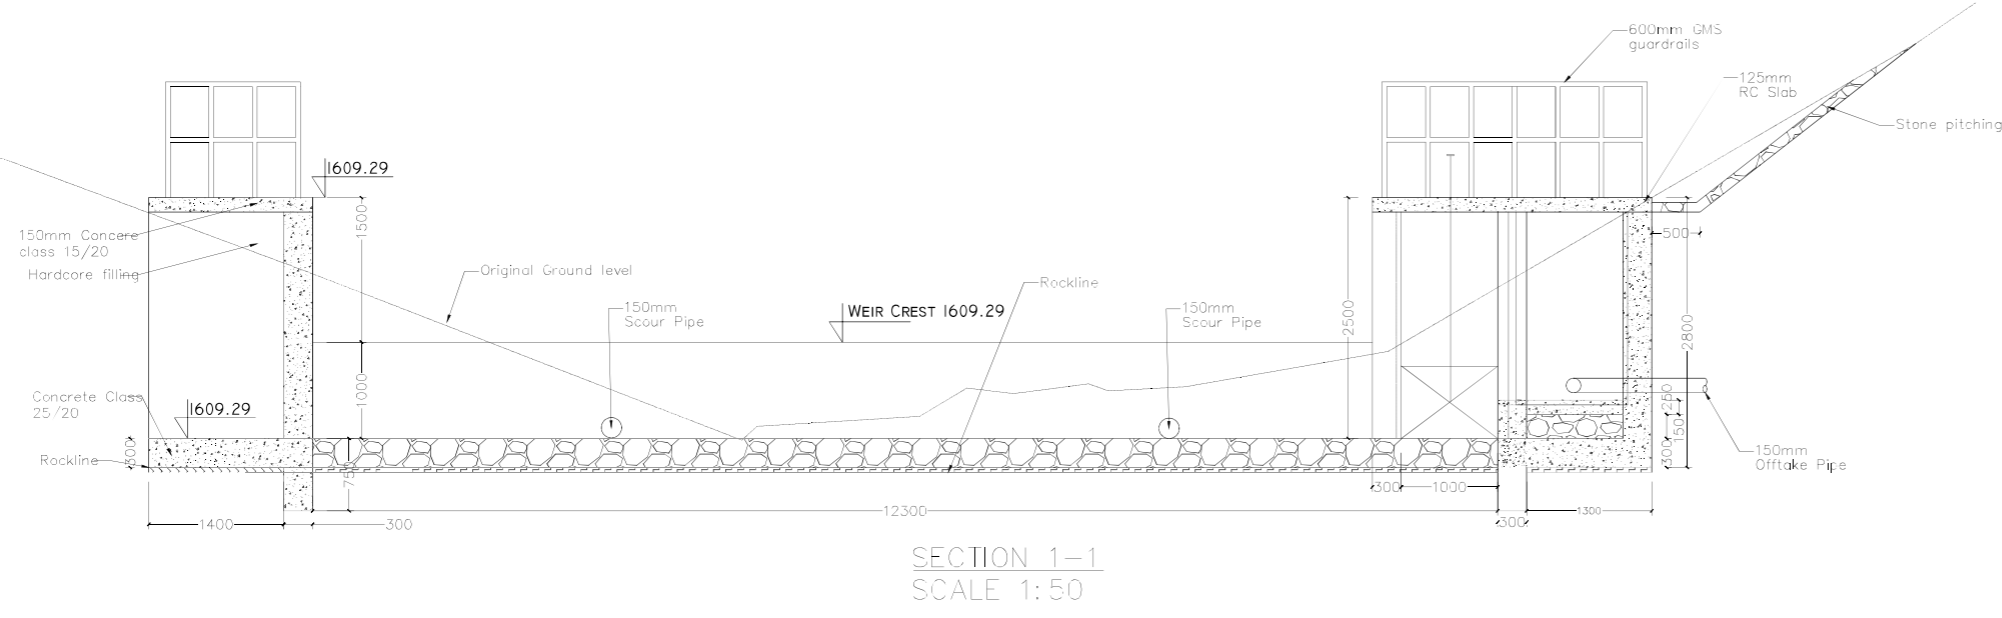 600mm GMS
guardrails
125mm
RC Slab
Stone pitching
1609.29
150mm Concere
class 15/20
Hardcore filling
1500
500
Original Ground level
Rockline
150mm
Scour Pipe
WEIR CREST 1609.29
150mm
Scour Pipe
2500
2800
1000
Concrete Class
25/20
1609.29
250
150
300
Rockline
300
750
150mm
Offtake Pipe
300
1000
12300
1300
1400
300
300
SECTION 1-1
SCALE 1:50